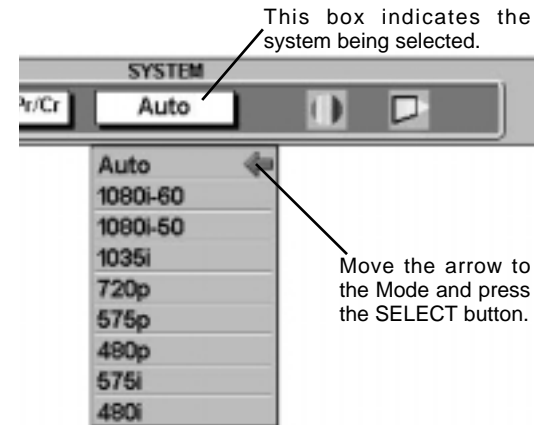 This box indicates the
system being selected.
SYSTEM
Pr/Cr
Auto
Auto
1080i-60
1080i-50
1035i
720p
575p
480p
575i
480i
Move the arrow to
the Mode and press
the SELECT button.